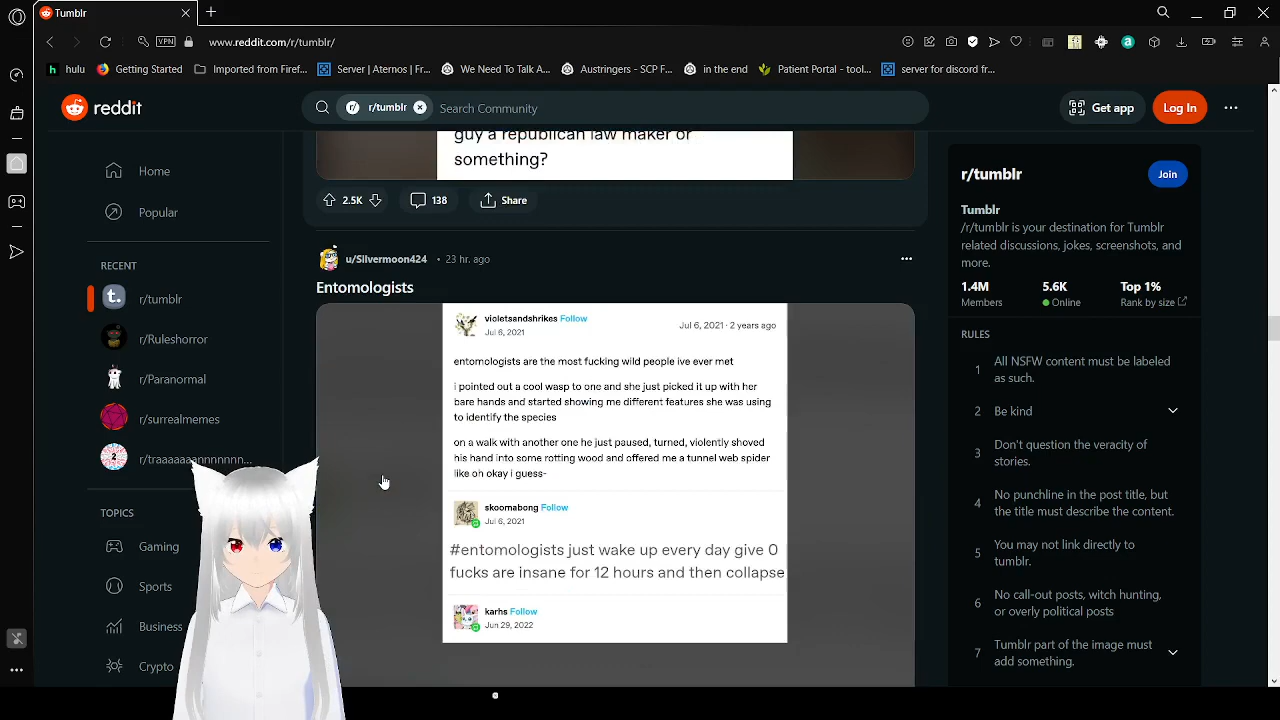 Tumblr
VPN
www.reddit.com/r/tumblr/
h hulu
Getting Started
Imported from Firef...
Server | Aternos | Fr...
We Need To Talk A...
Austringers - SCP F...
in the end
Patient Portal - tool...
server for discord fr...
reddit
r/ r/tumblr
Search Community
Get app
Log In
Home
Popular
RECENT
t. r/tumblr
r/Ruleshorror
r/Paranormal
r/surrealmemes
r/traaaaaaannnnnnn...
TOPICS
Gaming
Sports
Business
Crypto
guy a republican law maker or
something?
2.5K
138
Share
u/Silvermoon424 • 23 hr. ago
Entomologists
violetsandshrikes Follow
Jul 6, 2021
Jul 6, 2021 · 2 years ago
entomologists are the most fucking wild people ive ever met
i pointed out a cool wasp to one and she just picked it up with her
bare hands and started showing me different features she was using
to identify the species
on a walk with another one he just paused, turned, violently shoved
his hand into some rotting wood and offered me a tunnel web spider
like oh okay i guess-
skoomabong Follow
Jul 6, 2021
#entomologists just wake up every day give 0
fucks are insane for 12 hours and then collapse
karhs Follow
Jun 29, 2022
r/tumblr
Join
Tumblr
/r/tumblr is your destination for Tumblr
related discussions, jokes, screenshots, and
more.
1.4M
Members
5.6K
Online
Top 1%
Rank by size
RULES
1 All NSFW content must be labeled
as such.
2 Be kind
3 Don't question the veracity of
stories.
4 No punchline in the post title, but
the title must describe the content.
5 You may not link directly to
tumblr.
6 No call-out posts, witch hunting,
or overly political posts
7 Tumblr part of the image must
add something.